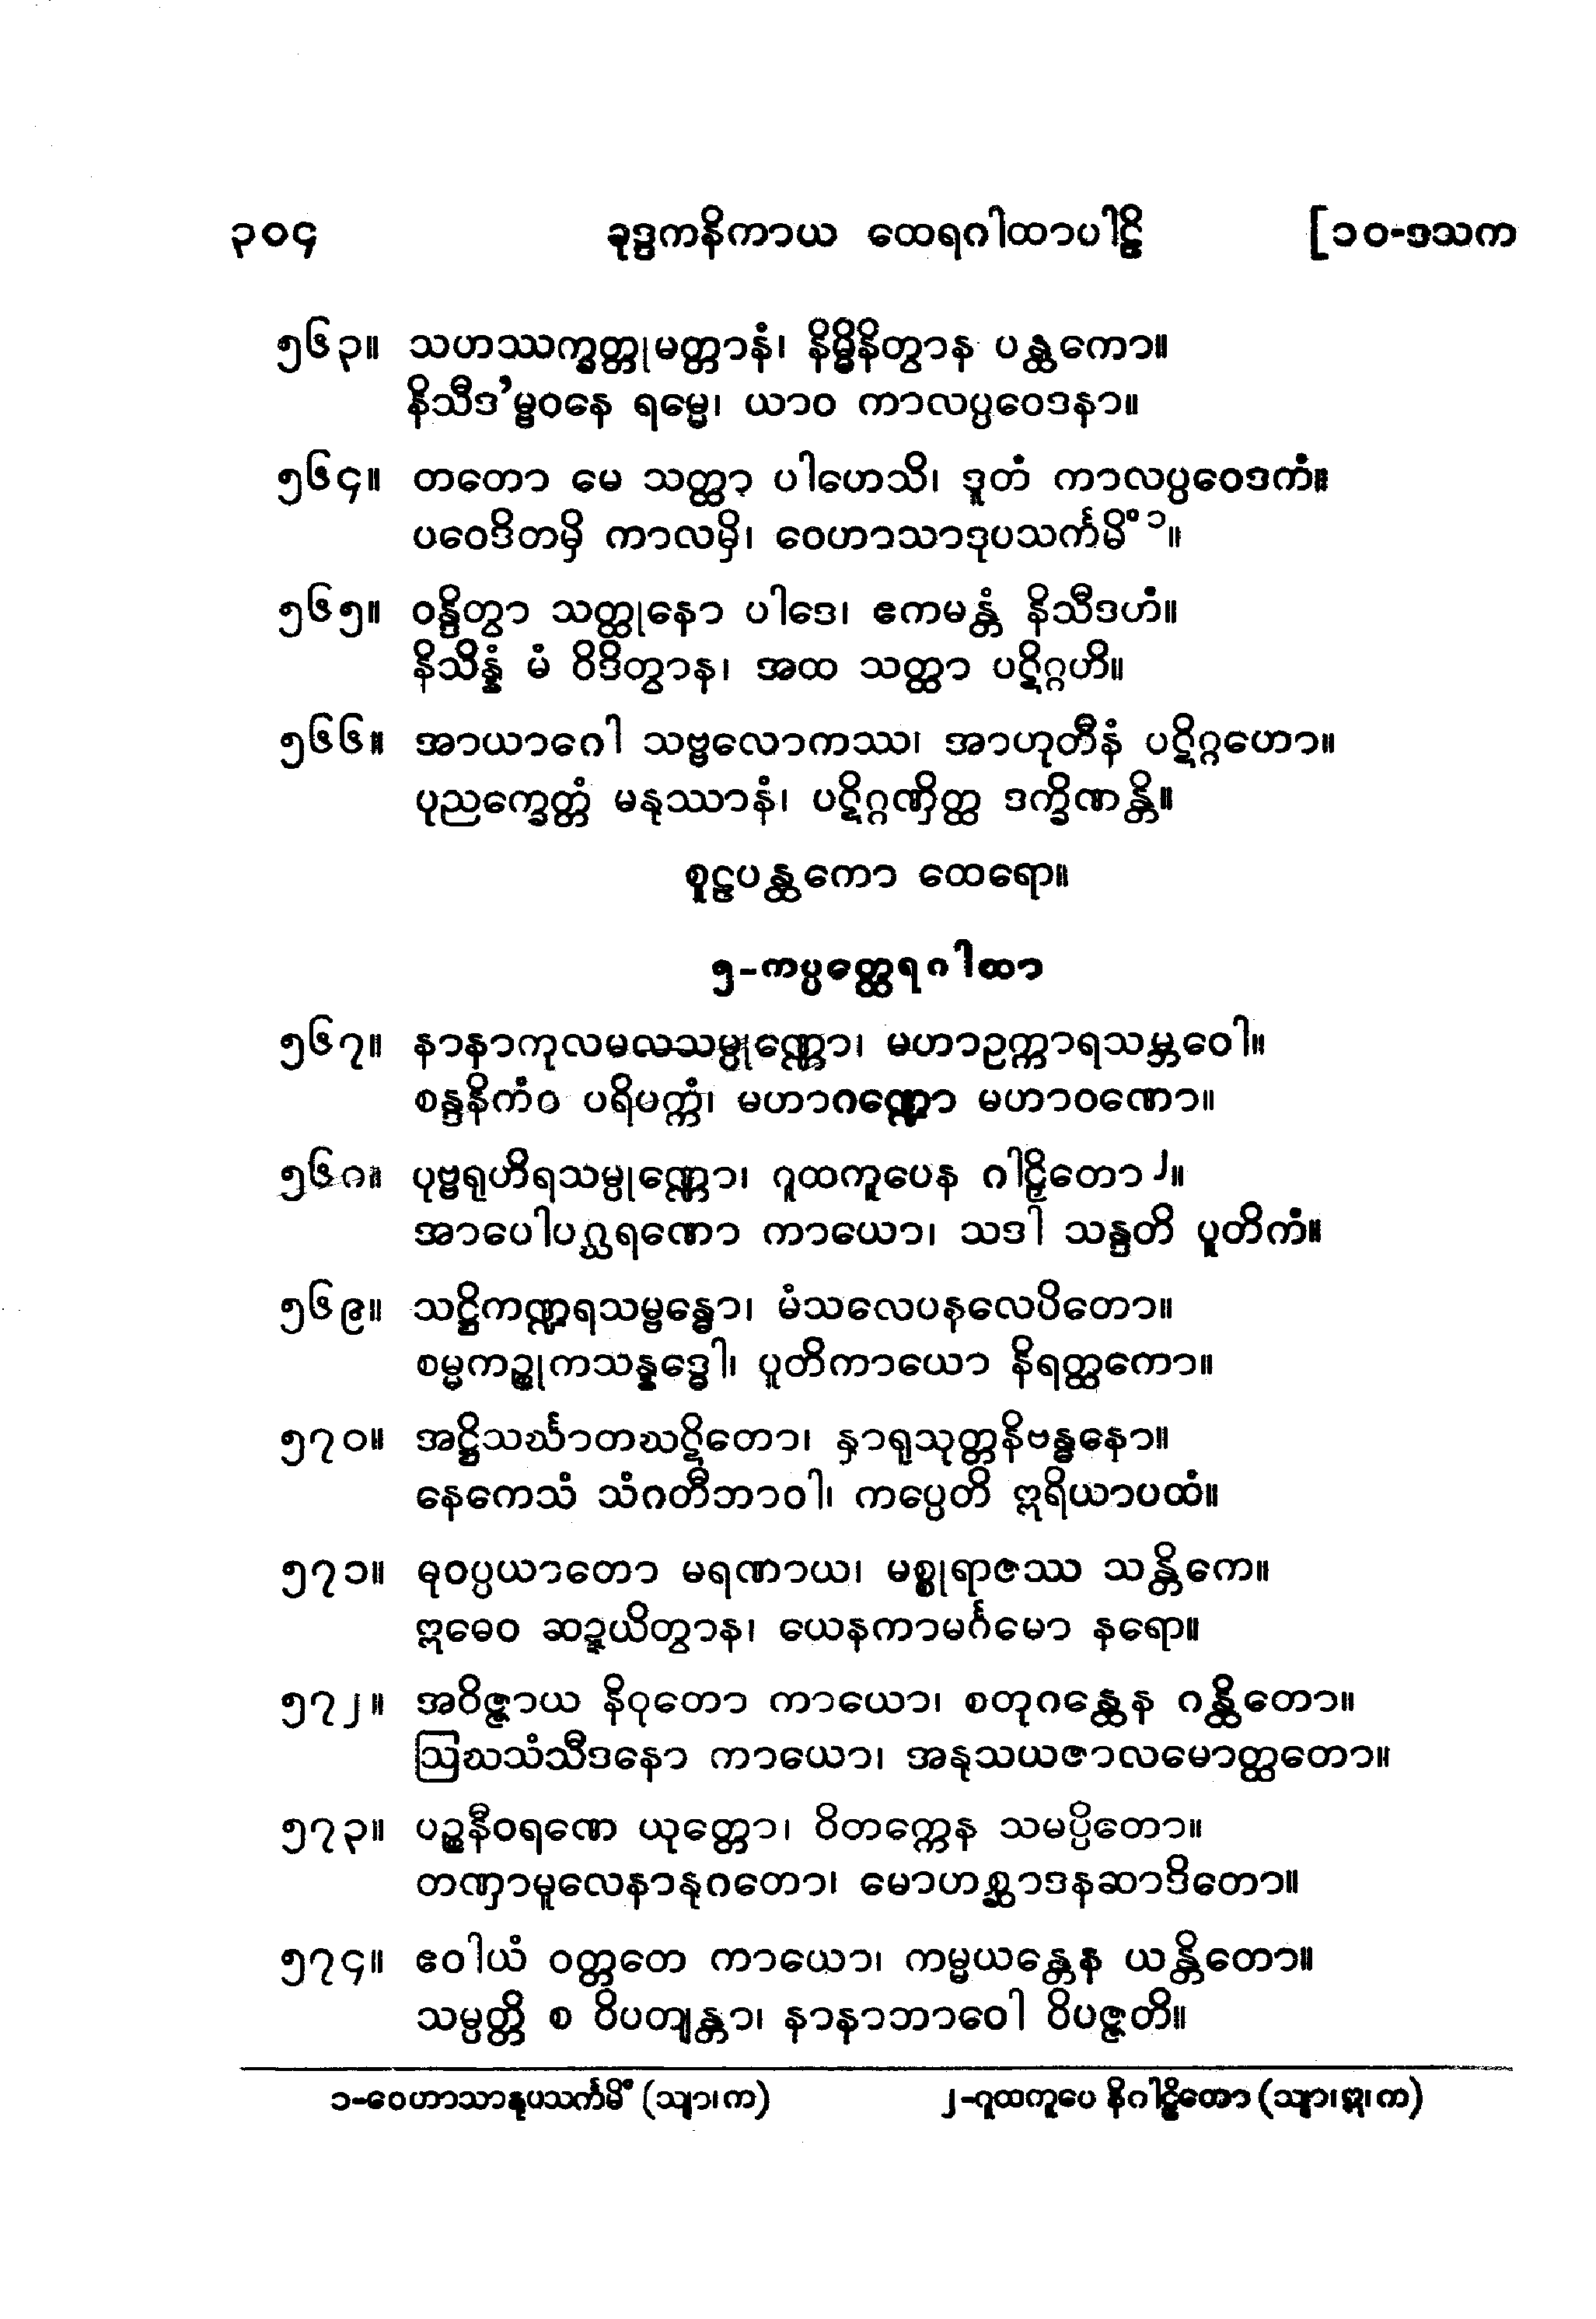 ၃၀၄ ခုဒ္ဒကနိကာယ ထေရဂါထာပါဠိ [၁၀-ဒသက
၅၆၃။ သဟဿက္ခတ္တုမတ္တာနံ၊ နိမ္မိနိတွာန ပန္ထကော။
နိသီဒ’မ္ဗဝနေ ရမ္မေ၊ ယာဝ ကာလပ္ပဝေဒနာ။
၅၆၄။ တတော မေ သတ္ထာ ပါဟေသိ၊ ဒူတံ ကာလပ္ပဝေဒကံ။
ပဝေဒိတမှိ ကာလမှိ၊ ဝေဟာသာဒုပသင်္ကမိံ ၁။
၅၆၅။ ဝန္ဒိတွာ သတ္ထုနော ပါဒေ၊ ဧကမန္တံ နိသီဒဟံ။
နိသိန္နံ မံ ဝိဒိတွာန၊ အထ သတ္ထာ ပဋိဂ္ဂဟိ။
၅၆၆။ အာယာဂေါ သဗ္ဗလောကဿ၊ အာဟုတီနံ ပဋိဂ္ဂဟော။
ပုညက္ခေတ္တံ မနုဿာနံ၊ ပဋိဂ္ဂဏှိတ္ထ ဒက္ခိဏန္တိ။
စူဠပန္ထကော ထေရော။
၅-ကပ္ပတ္ထေရဂါထာ
၅၆၇။ နာနာကုလမလသမ္ပုဏ္ဏော၊ မဟာဥက္ကာရသမ္ဘဝေါ။
စန္ဒနိကံဝ ပရိပက္ကံ၊ မဟာဂဏ္ဍော မဟာဝဏော။
၅၆၈။ ပုဗ္ဗရုဟိရသမ္ပုဏ္ဏော၊ ဂူထကူပေန ဂါဠှိတော၂။
အာပေါပဂ္ဃရဏော ကာယော၊ သဒါ သန္ဒတိ ပူတိကံ။
၅၆၉။ သဋ္ဌိကဏ္ဍရသမ္ဗန္ဓော၊ မံသလေပနလေပိတော။
စမ္မကဉ္စုကသန္နဒ္ဓေါ၊ ပူတိကာယော နိရတ္ထကော။
၅၇၀။ အဋ္ဌိသင်္ဃာတဃဋိတော၊ နှာရုသုတ္တနိဗန္ဓနော။
နေကေသံ သံဂတီဘာဝါ၊ ကပ္ပေတိ ဣရိယာပထံ။
၅၇၁။ ဓုဝပ္ပယာတော မရဏာယ၊ မစ္စုရာဇဿ သန္တိကေ။
ဣဓေဝ ဆဍ္ဍယိတွာန၊ ယေနကာမင်္ဂမော နရော။
၅၇၂။ အဝိဇ္ဇာယ နိဝုတော ကာယော၊ စတုဂန္ထေန ဂန္ထိတော။
ဩဃသံသီဒနော ကာယော၊ အနုသယဇာလမောတ္ထတော။
၅၇၃။ ပဉ္စနီဝရဏေ ယုတ္တော၊ ဝိတက္ကေန သမပ္ပိတော။
တဏှာမူလေနာနုဂတော၊ မောဟစ္ဆာဒနဆာဒိတော။
၅၇၄။ ဧဝါယံ ဝတ္တတေ ကာယော၊ ကမ္မယန္တေန ယန္တိတော။
သမ္ပတ္တိ စ ဝိပတျန္တာ၊ နာနာဘာဝေါ ဝိပဇ္ဇတိ။
၁-ဝေဟာသာနုပသင်္ကမိံ (သျာ၊က) ၂-ဂူထကူပေ နိဂါဠှိတော (သျာ၊ဣ၊က)